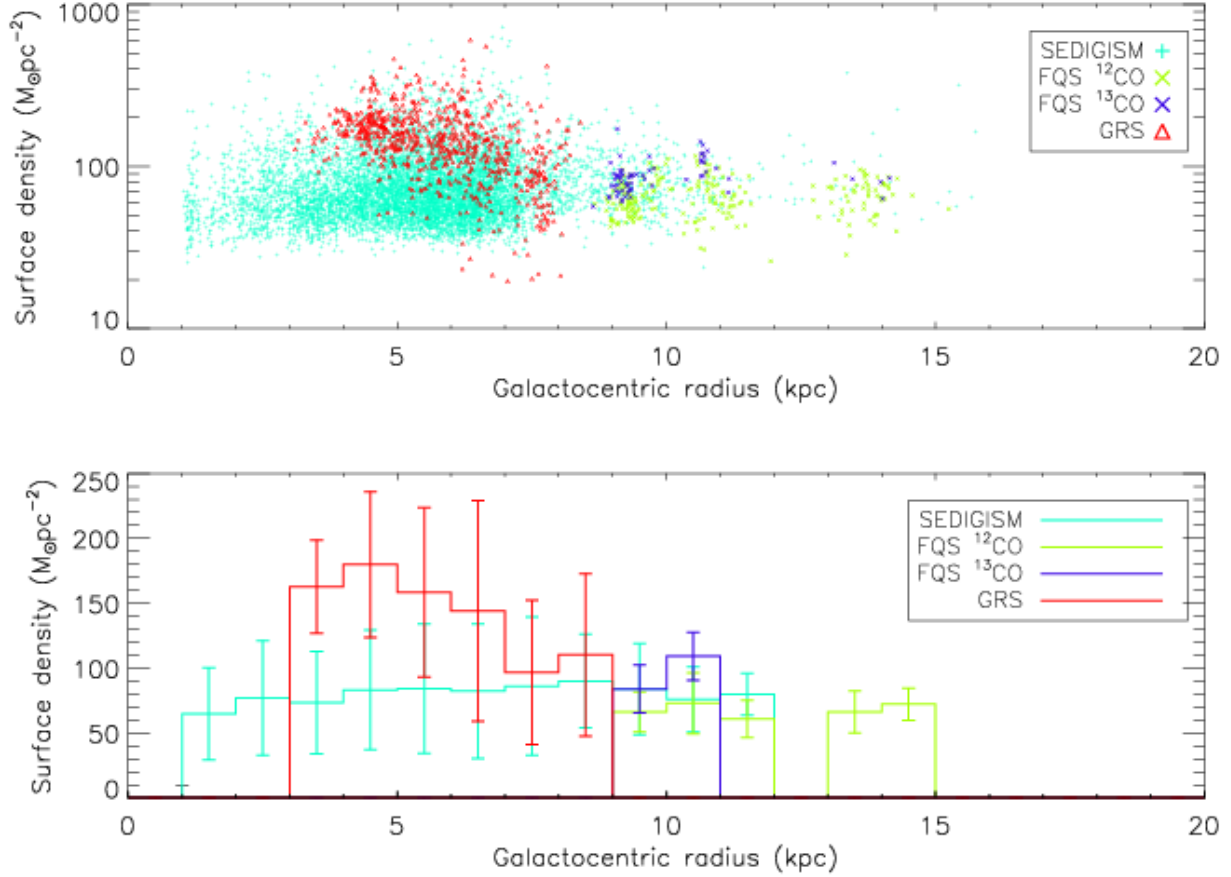 1000
100
10
Surface density (M⊙pc⁻²)
SEDIGISM
FQS ¹²CO
FQS ¹³CO
GRS
0 5 10 15 20
Galactocentric radius (kpc)
250
200
150
100
50
0
Surface density (M⊙pc⁻²)
SEDIGISM
FQS ¹²CO
FQS ¹³CO
GRS
0 5 10 15 20
Galactocentric radius (kpc)